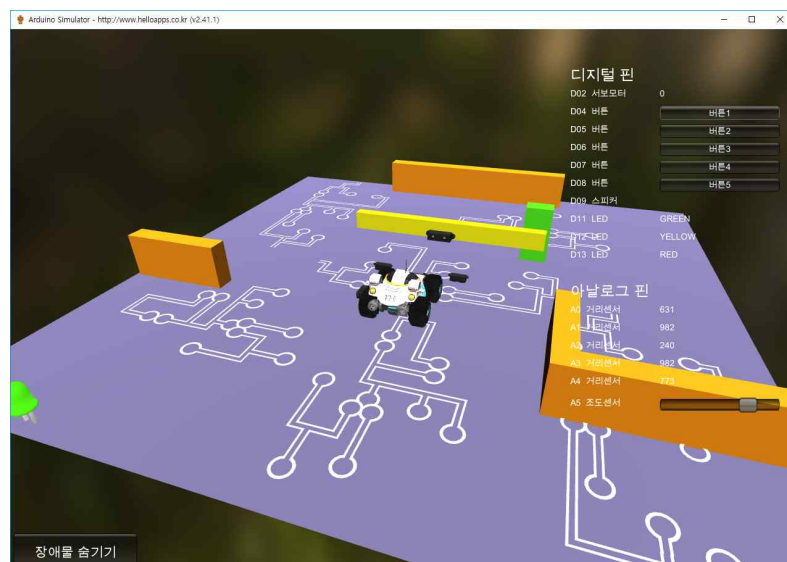 Arduino Simulator - http://www.helloapps.co.kr (v2.41.1)
디지털 핀
D02 서보모터 0
D04 버튼 버튼1
D05 버튼 버튼2
D06 버튼 버튼3
D07 버튼 버튼4
D08 버튼 버튼5
D09 스피커
D11 LED GREEN
D12 LED YELLOW
D13 LED RED
아날로그 핀
A0 거리센서 631
A1 거리센서 982
A2 거리센서 240
A3 거리센서 982
A4 거리센서 773
A5 조도센서
장애물 숨기기